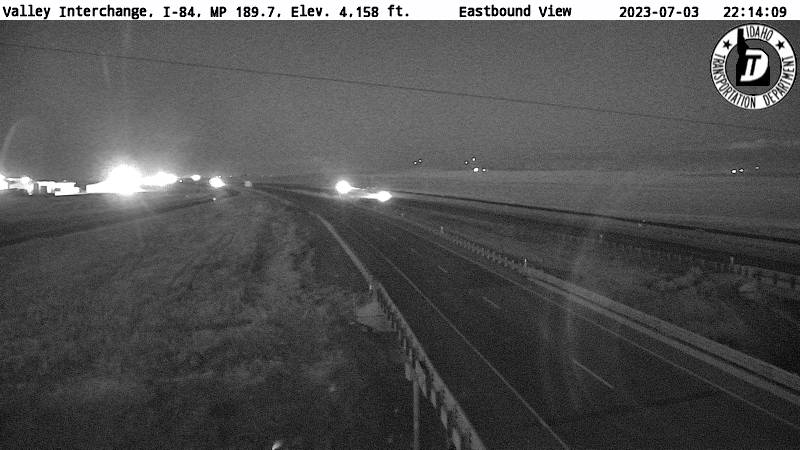 Valley Interchange, I-84, MP 189.7, Elev. 4,158 ft. Eastbound View 2023-07-03 22:14:09
IDAHO
TRANSPORTATION DEPARTMENT